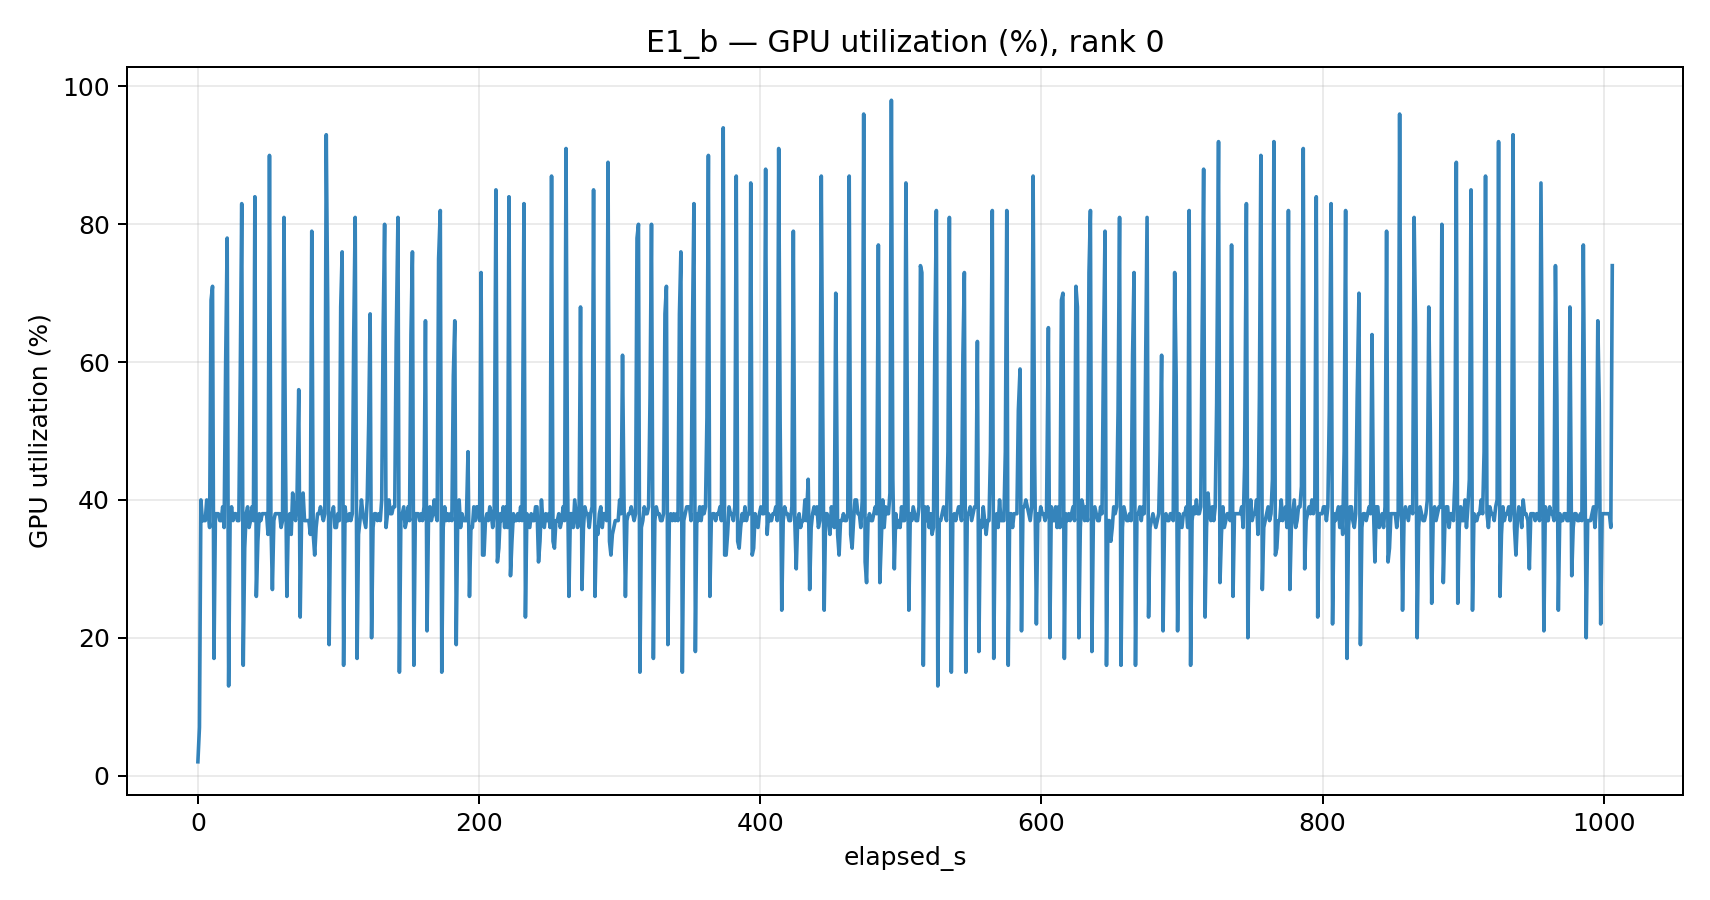 E1_b — GPU utilization (%), rank 0
GPU utilization (%)
100
80
60
40
20
0
0 200 400 600 800 1000
elapsed_s